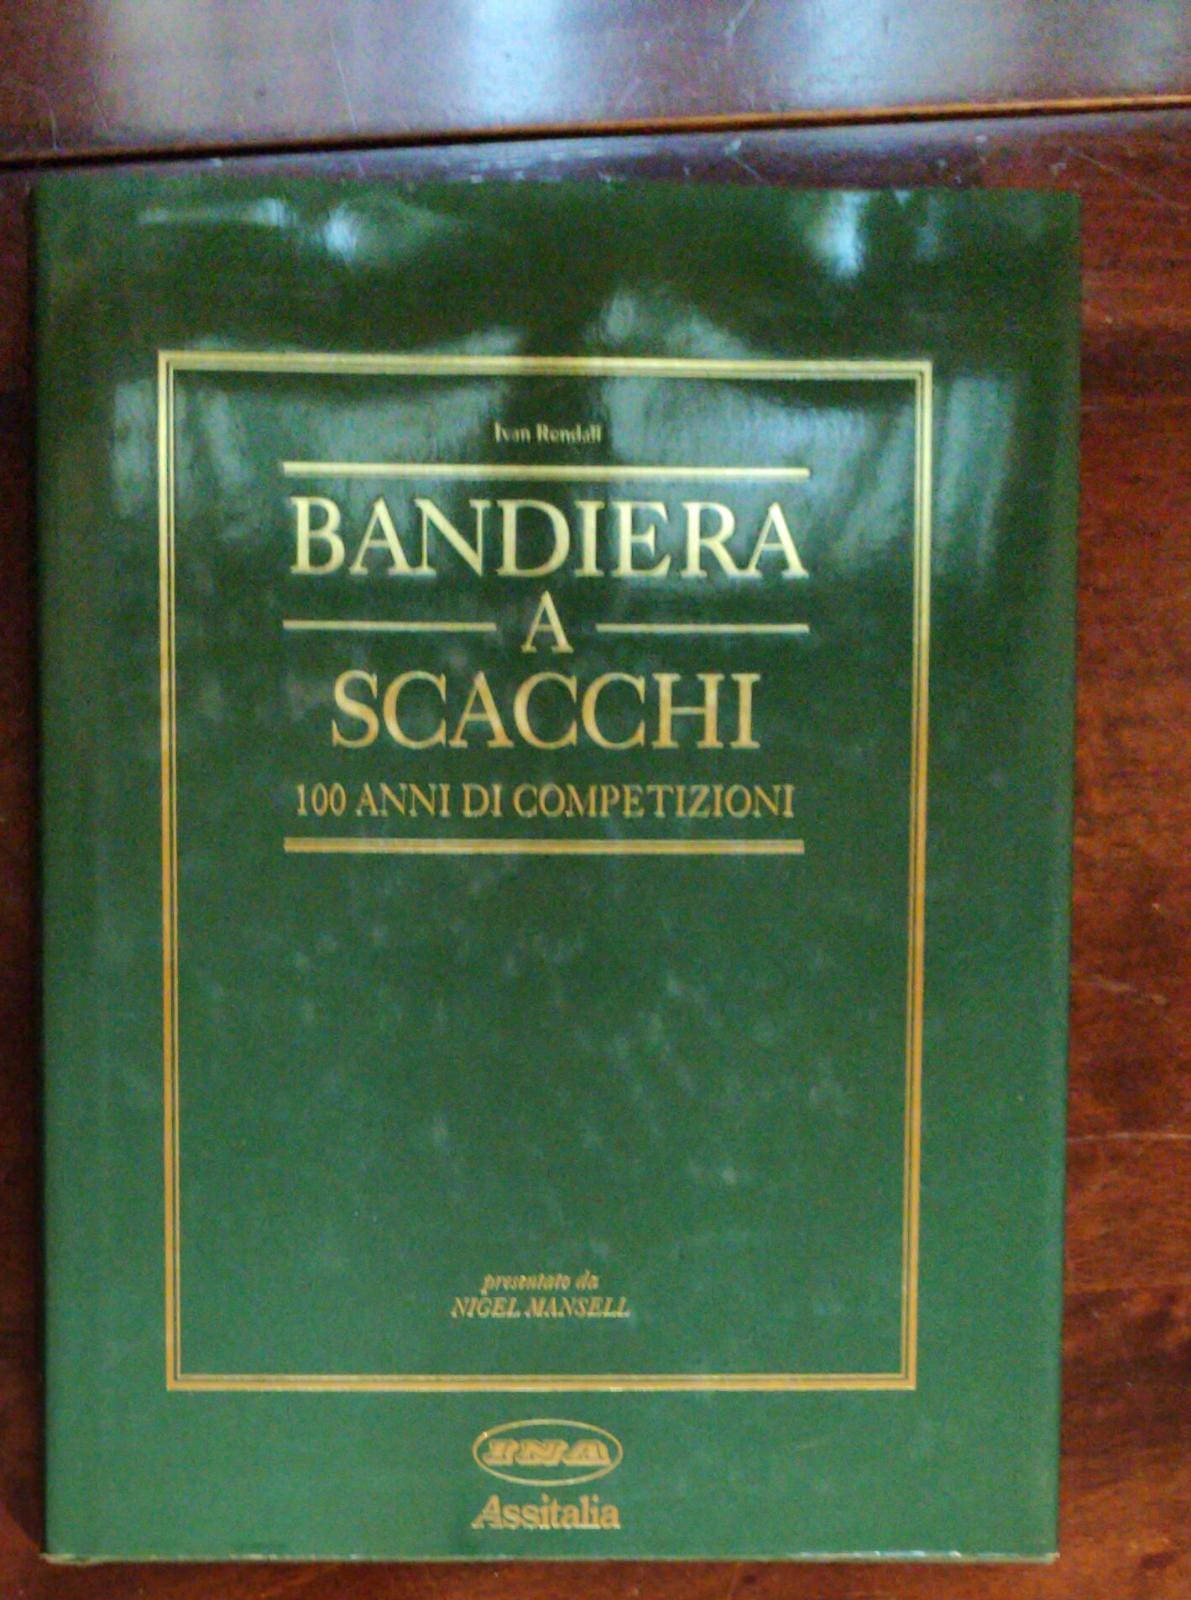 Ivan Rendall
BANDIERA
A
SCACCHI
100 ANNI DI COMPETIZIONI
presentato da
NIGEL MANSELL
INA
Assitalia